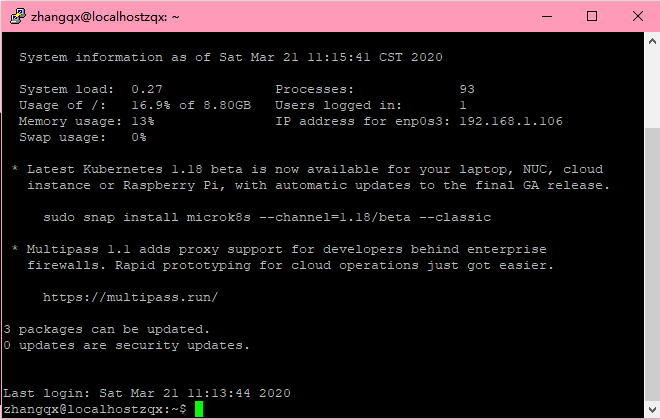 zhangqx@localhostzqx: ~
System information as of Sat Mar 21 11:15:41 CST 2020
System load:  0.27              Processes:             93
Usage of /:   16.9% of 8.80GB   Users logged in:       1
Memory usage: 13%               IP address for enp0s3: 192.168.1.106
Swap usage:   0%
* Latest Kubernetes 1.18 beta is now available for your laptop, NUC, cloud
instance or Raspberry Pi, with automatic updates to the final GA release.
sudo snap install microk8s --channel=1.18/beta --classic
* Multipass 1.1 adds proxy support for developers behind enterprise
firewalls. Rapid prototyping for cloud operations just got easier.
https://multipass.run/
3 packages can be updated.
0 updates are security updates.
Last login: Sat Mar 21 11:13:44 2020
zhangqx@localhostzqx:~$